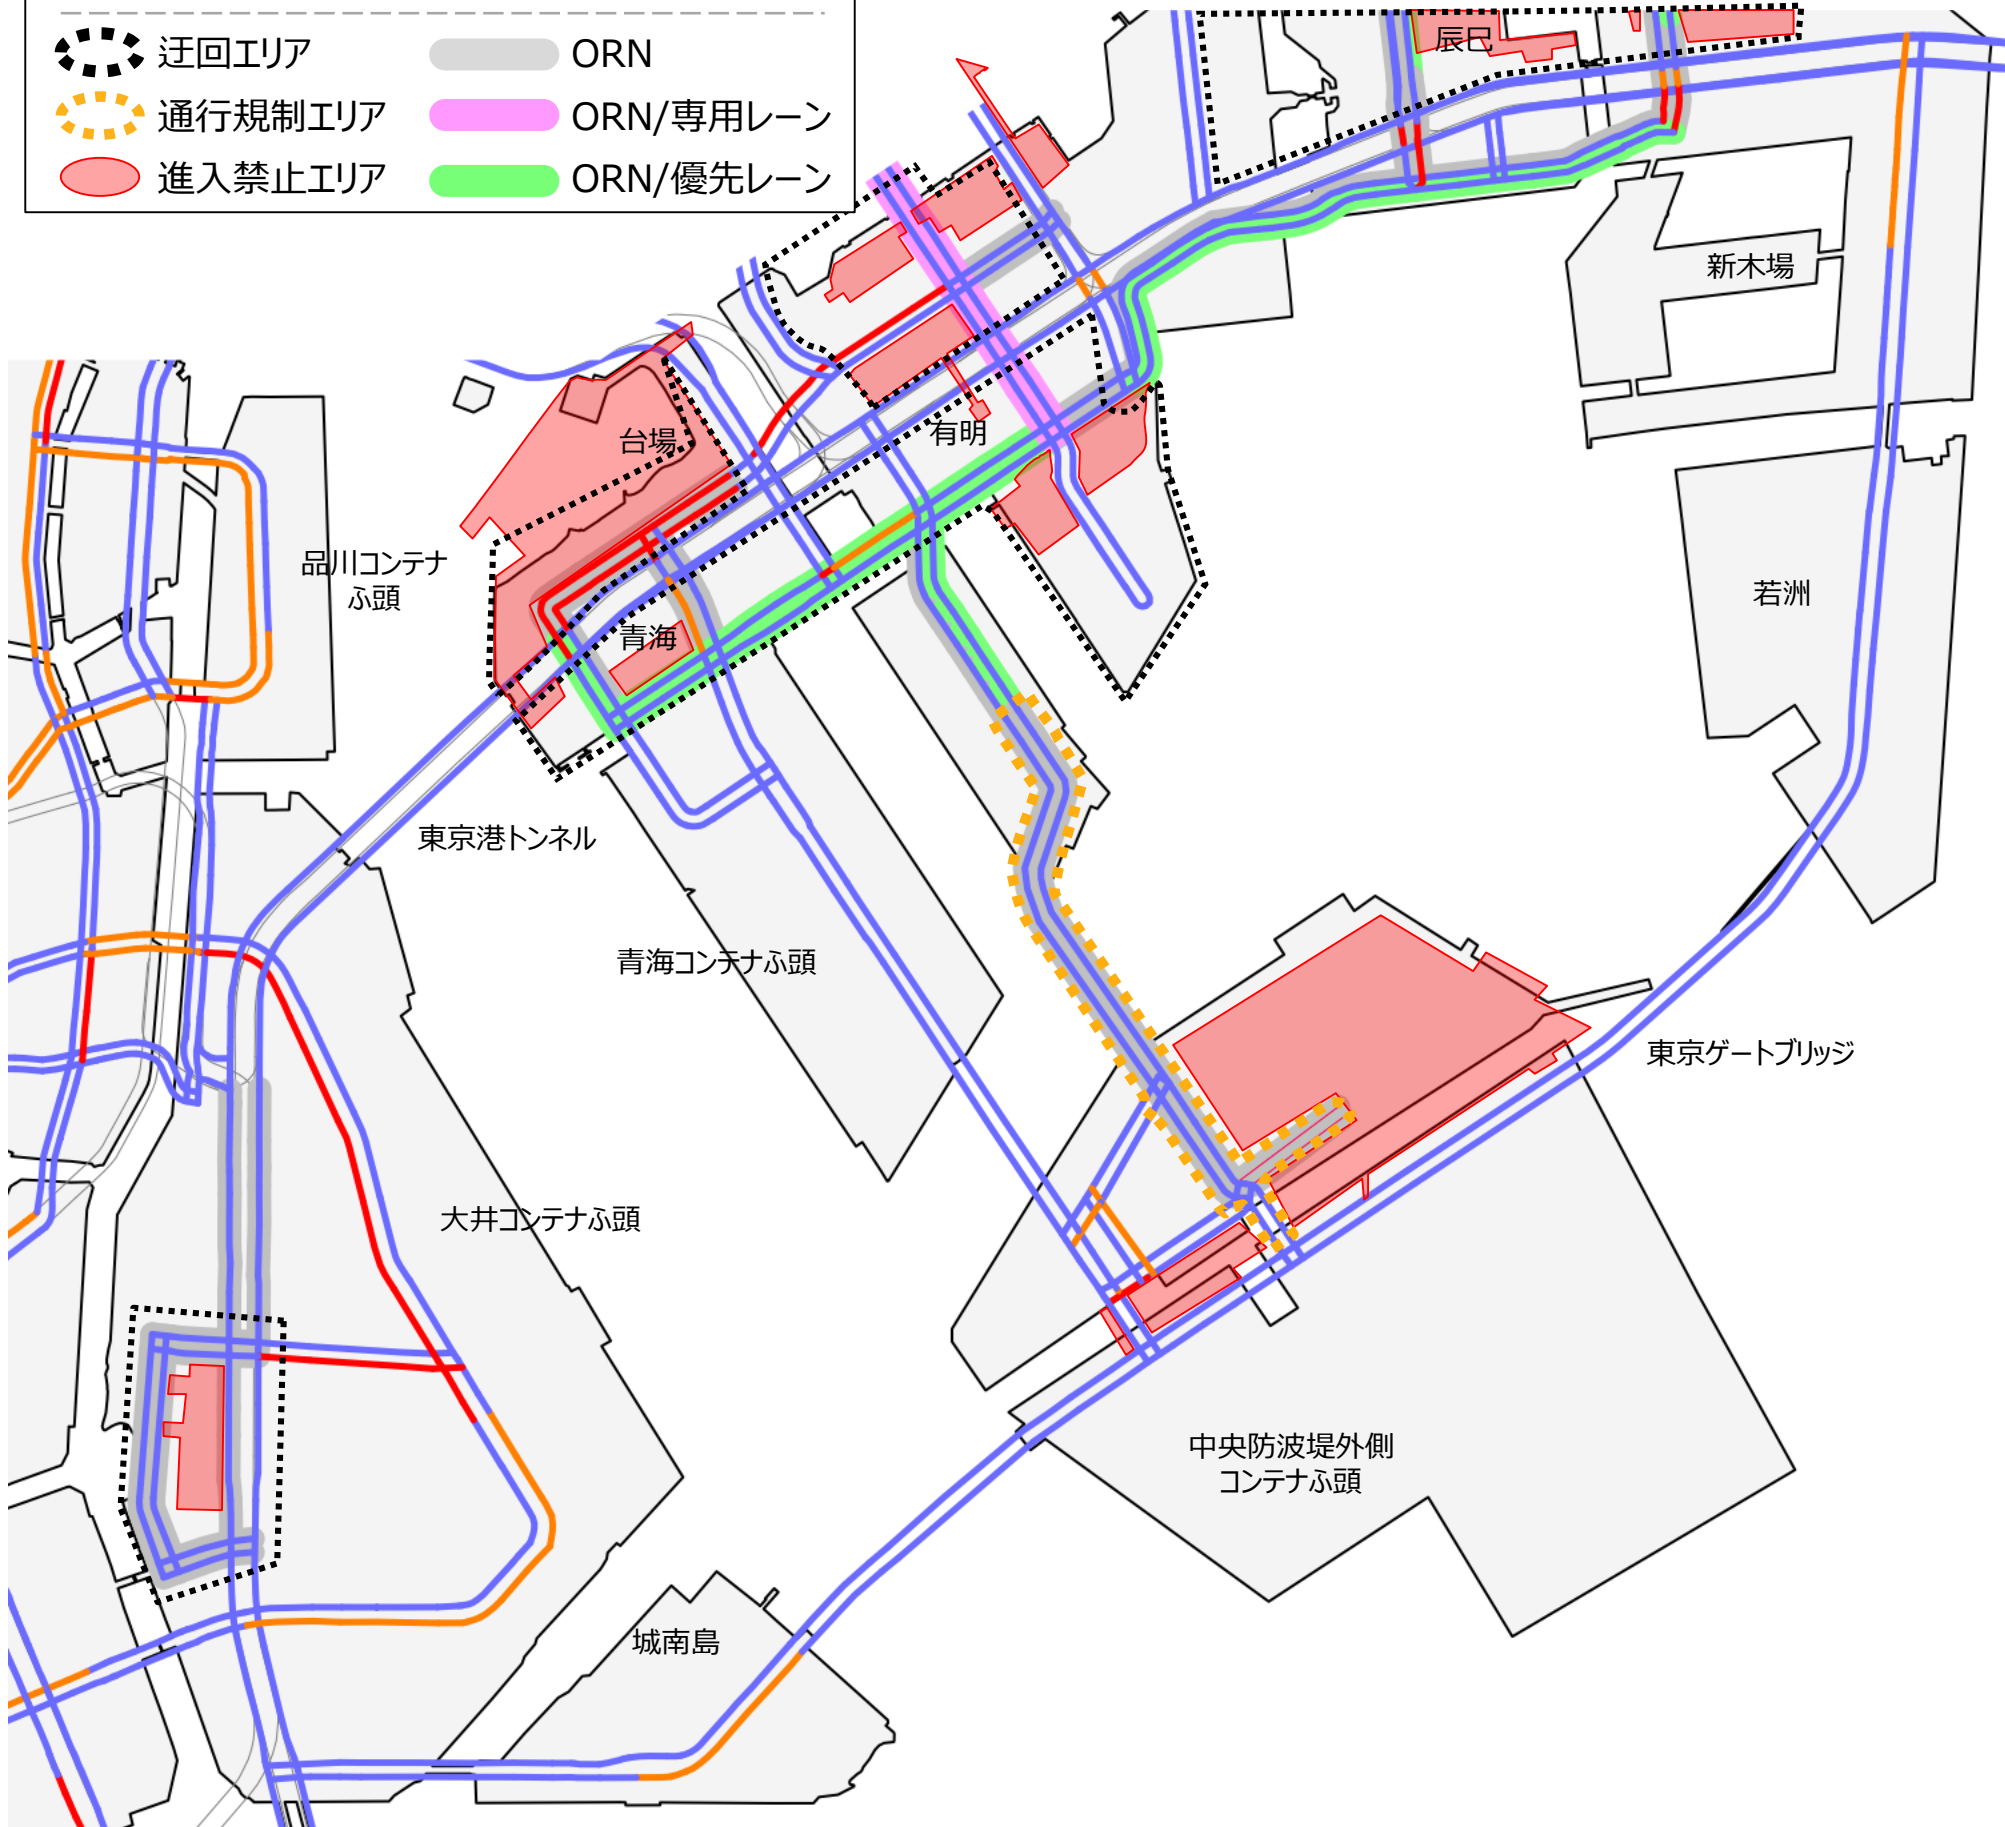 迂回エリア
ORN
通行規制エリア
ORN/専用レーン
進入禁止エリア
ORN/優先レーン
辰巳
新木場
台場
有明
品川コンテナ
ふ頭
青海
若洲
東京港トンネル
青海コンテナふ頭
東京ゲートブリッジ
大井コンテナふ頭
中央防波堤外側
コンテナふ頭
城南島